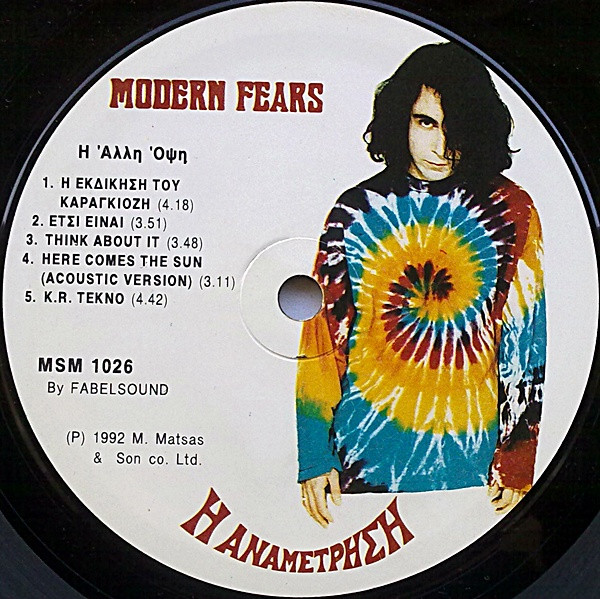 MODERN FEARS
Η 'Αλλη 'Οψη
1. Η ΕΚΔΙΚΗΣΗ ΤΟΥ
ΚΑΡΑΓΚΙΟΖΗ (4.18)
2. ΕΤΣΙ ΕΙΝΑΙ (3.51)
3. THINK ABOUT IT (3.48)
4. HERE COMES THE SUN
(ACOUSTIC VERSION) (3.11)
5. K.R. TEKNO (4.42)
MSM 1026
By FABELSOUND
(P) 1992 M. Matsas
& Son co. Ltd.
Η ΑΝΑΜΕΤΡΗΣΗ